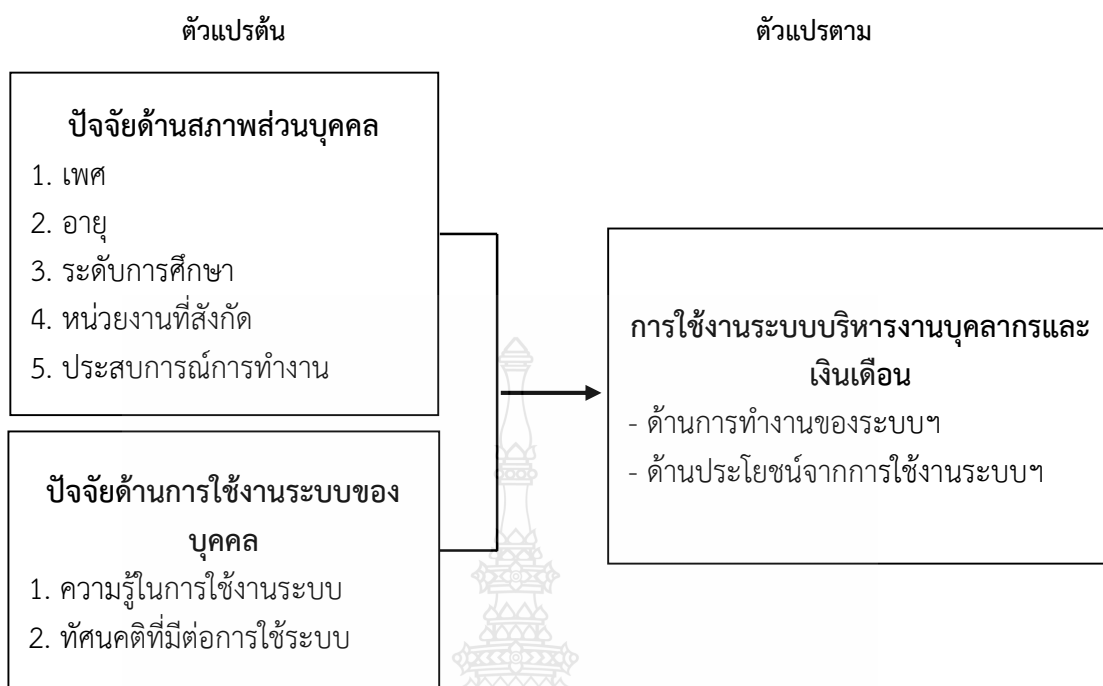 ตัวแปรต้น
ตัวแปรตาม
ปัจจัยด้านสภาพส่วนบุคคล
1. เพศ
2. อายุ
3. ระดับการศึกษา
4. หน่วยงานที่สังกัด
5. ประสบการณ์การทำงาน
ปัจจัยด้านการใช้งานระบบของ
บุคคล
1. ความรู้ในการใช้งานระบบ
2. ทัศนคติที่มีต่อการใช้ระบบ
การใช้งานระบบบริหารงานบุคลากรและ
เงินเดือน
- ด้านการทำงานของระบบฯ
- ด้านประโยชน์จากการใช้งานระบบฯ